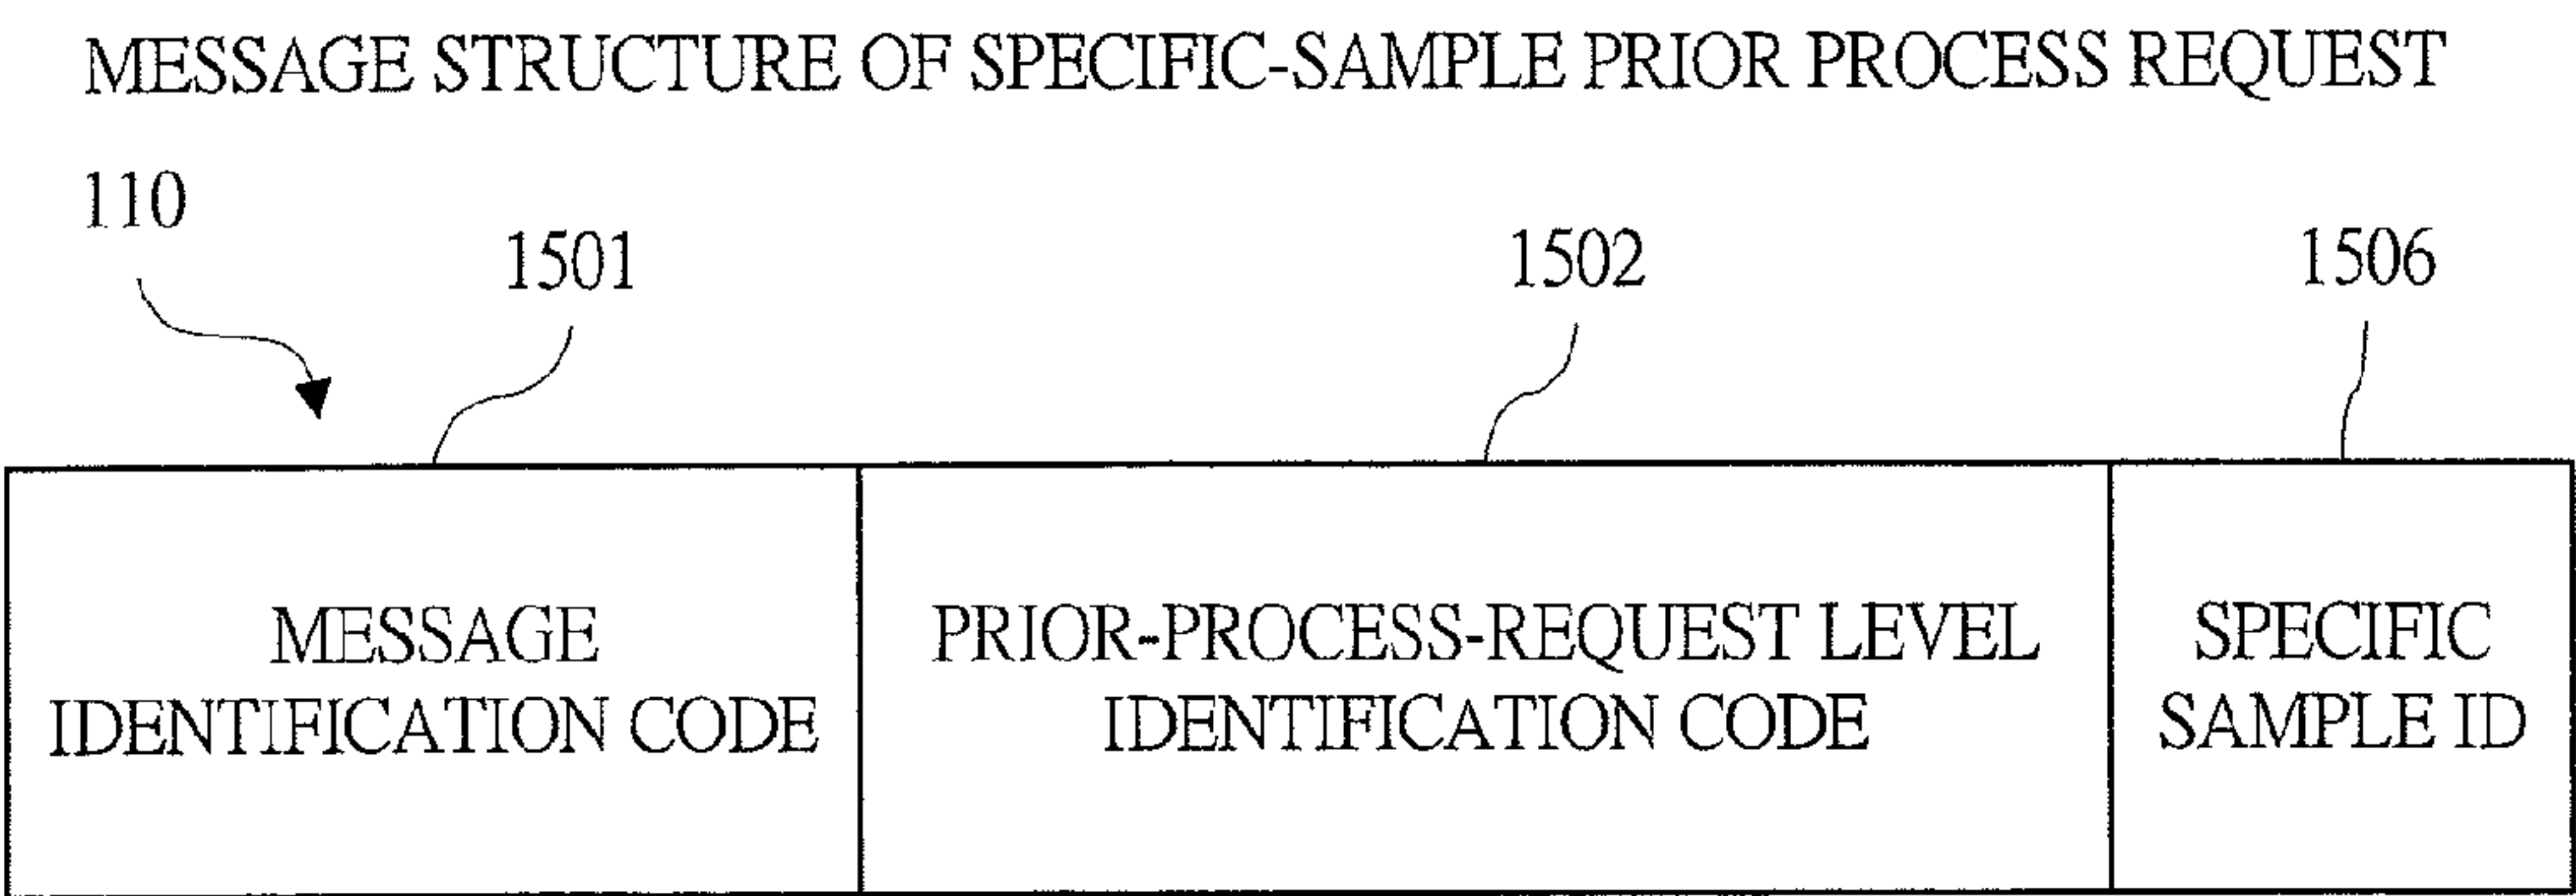 MESSAGE STRUCTURE OF SPECIFIC-SAMPLE PRIOR PROCESS REQUEST
110
1501
1502
1506
MESSAGE
IDENTIFICATION CODE
PRIOR-PROCESS-REQUEST LEVEL
IDENTIFICATION CODE
SPECIFIC
SAMPLE ID